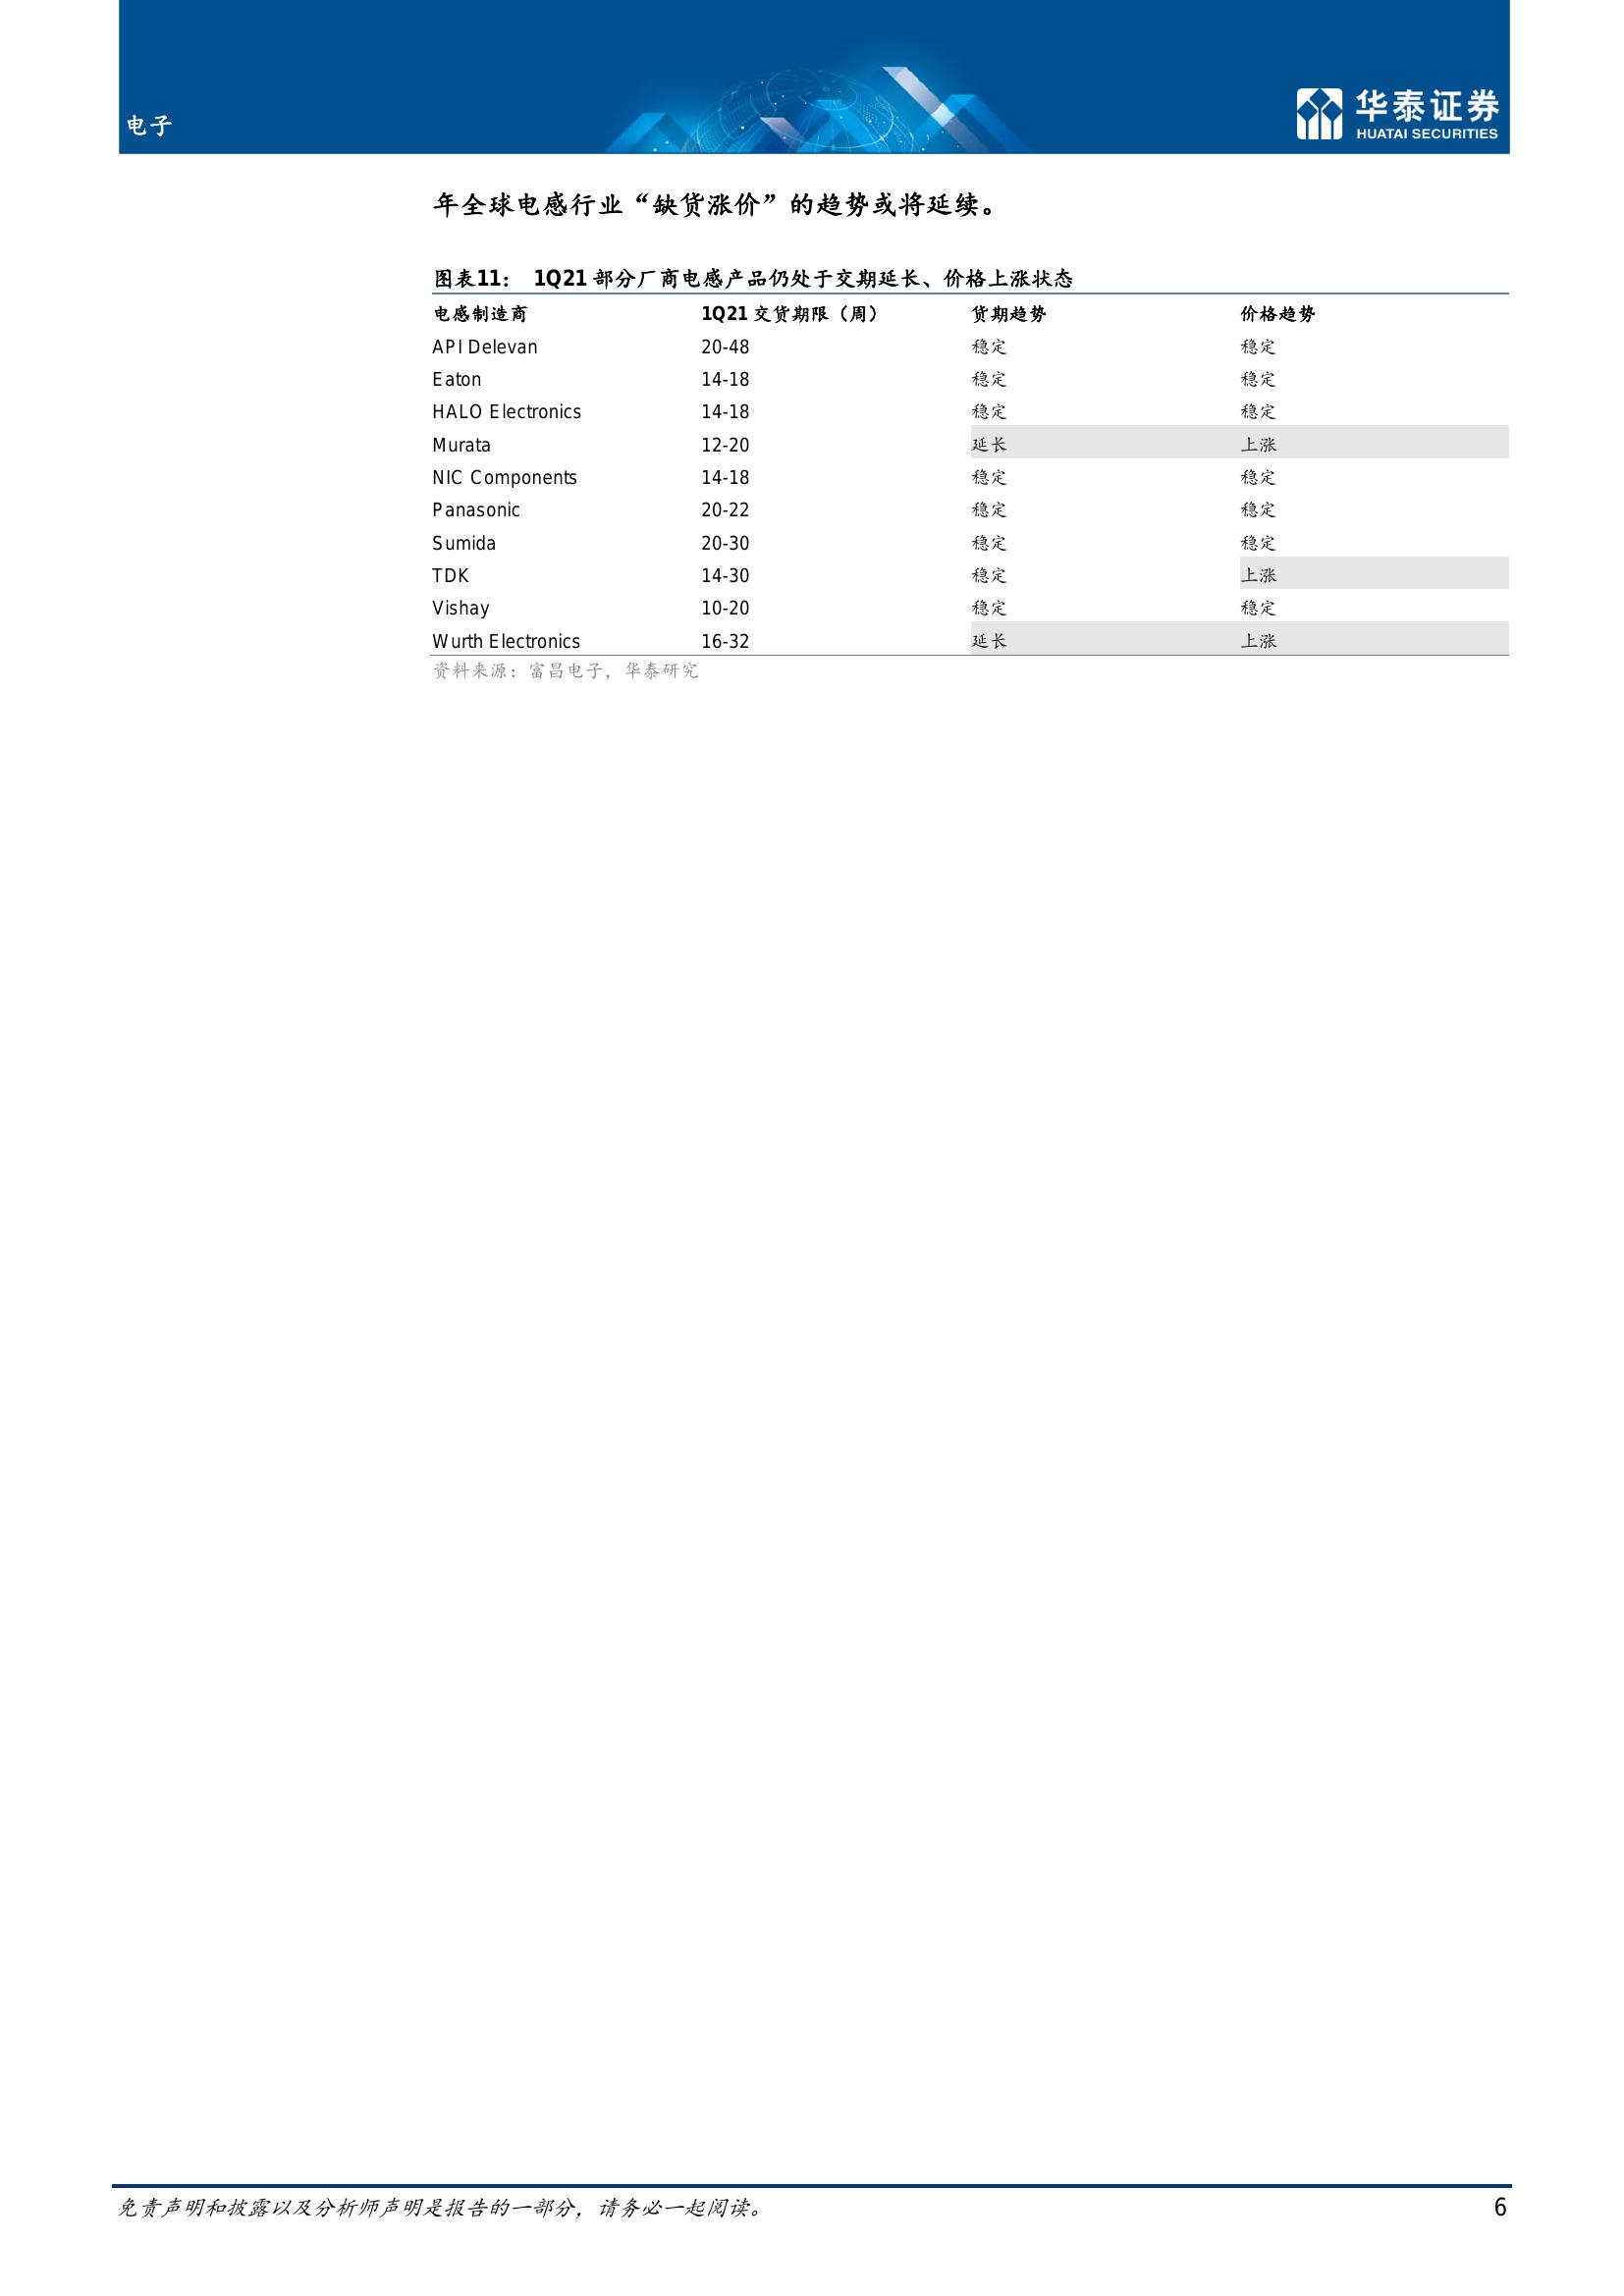 电子
华泰证券
HUATAI SECURITIES
年全球电感行业“缺货涨价”的趋势或将延续。
图表11： 1Q21 部分厂商电感产品仍处于交期延长、价格上涨状态
电感制造商 1Q21 交货期限（周） 货期趋势 价格趋势
API Delevan 20-48 稳定 稳定
Eaton 14-18 稳定 稳定
HALO Electronics 14-18 稳定 稳定
Murata 12-20 延长 上涨
NIC Components 14-18 稳定 稳定
Panasonic 20-22 稳定 稳定
Sumida 20-30 稳定 稳定
TDK 14-30 稳定 上涨
Vishay 10-20 稳定 稳定
Wurth Electronics 16-32 延长 上涨
资料来源：富昌电子，华泰研究
免责声明和披露以及分析师声明是报告的一部分，请务必一起阅读。 6